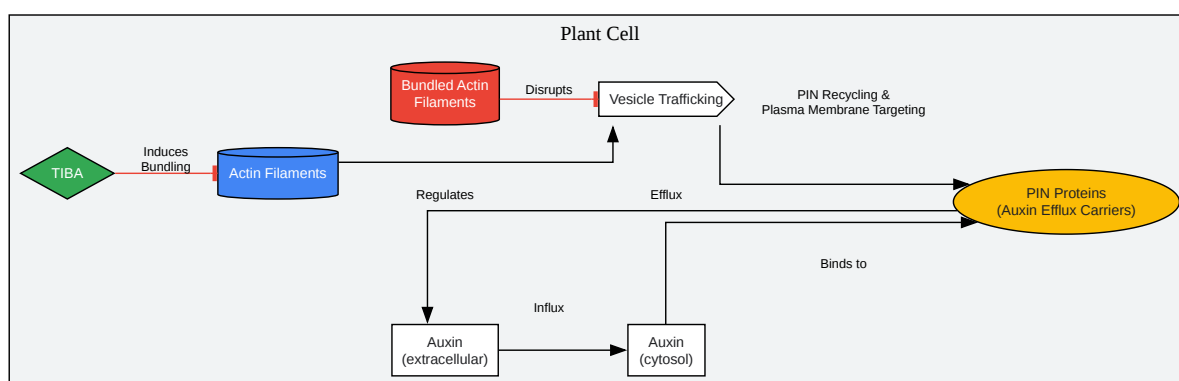 Plant Cell
Bundled Actin
Filaments
Disrupts
Vesicle Trafficking
PIN Recycling &
Plasma Membrane Targeting
Induces
Bundling
TIBA
Actin Filaments
Regulates
Efflux
PIN Proteins
(Auxin Efflux Carriers)
Binds to
Influx
Auxin
(extracellular)
Auxin
(cytosol)